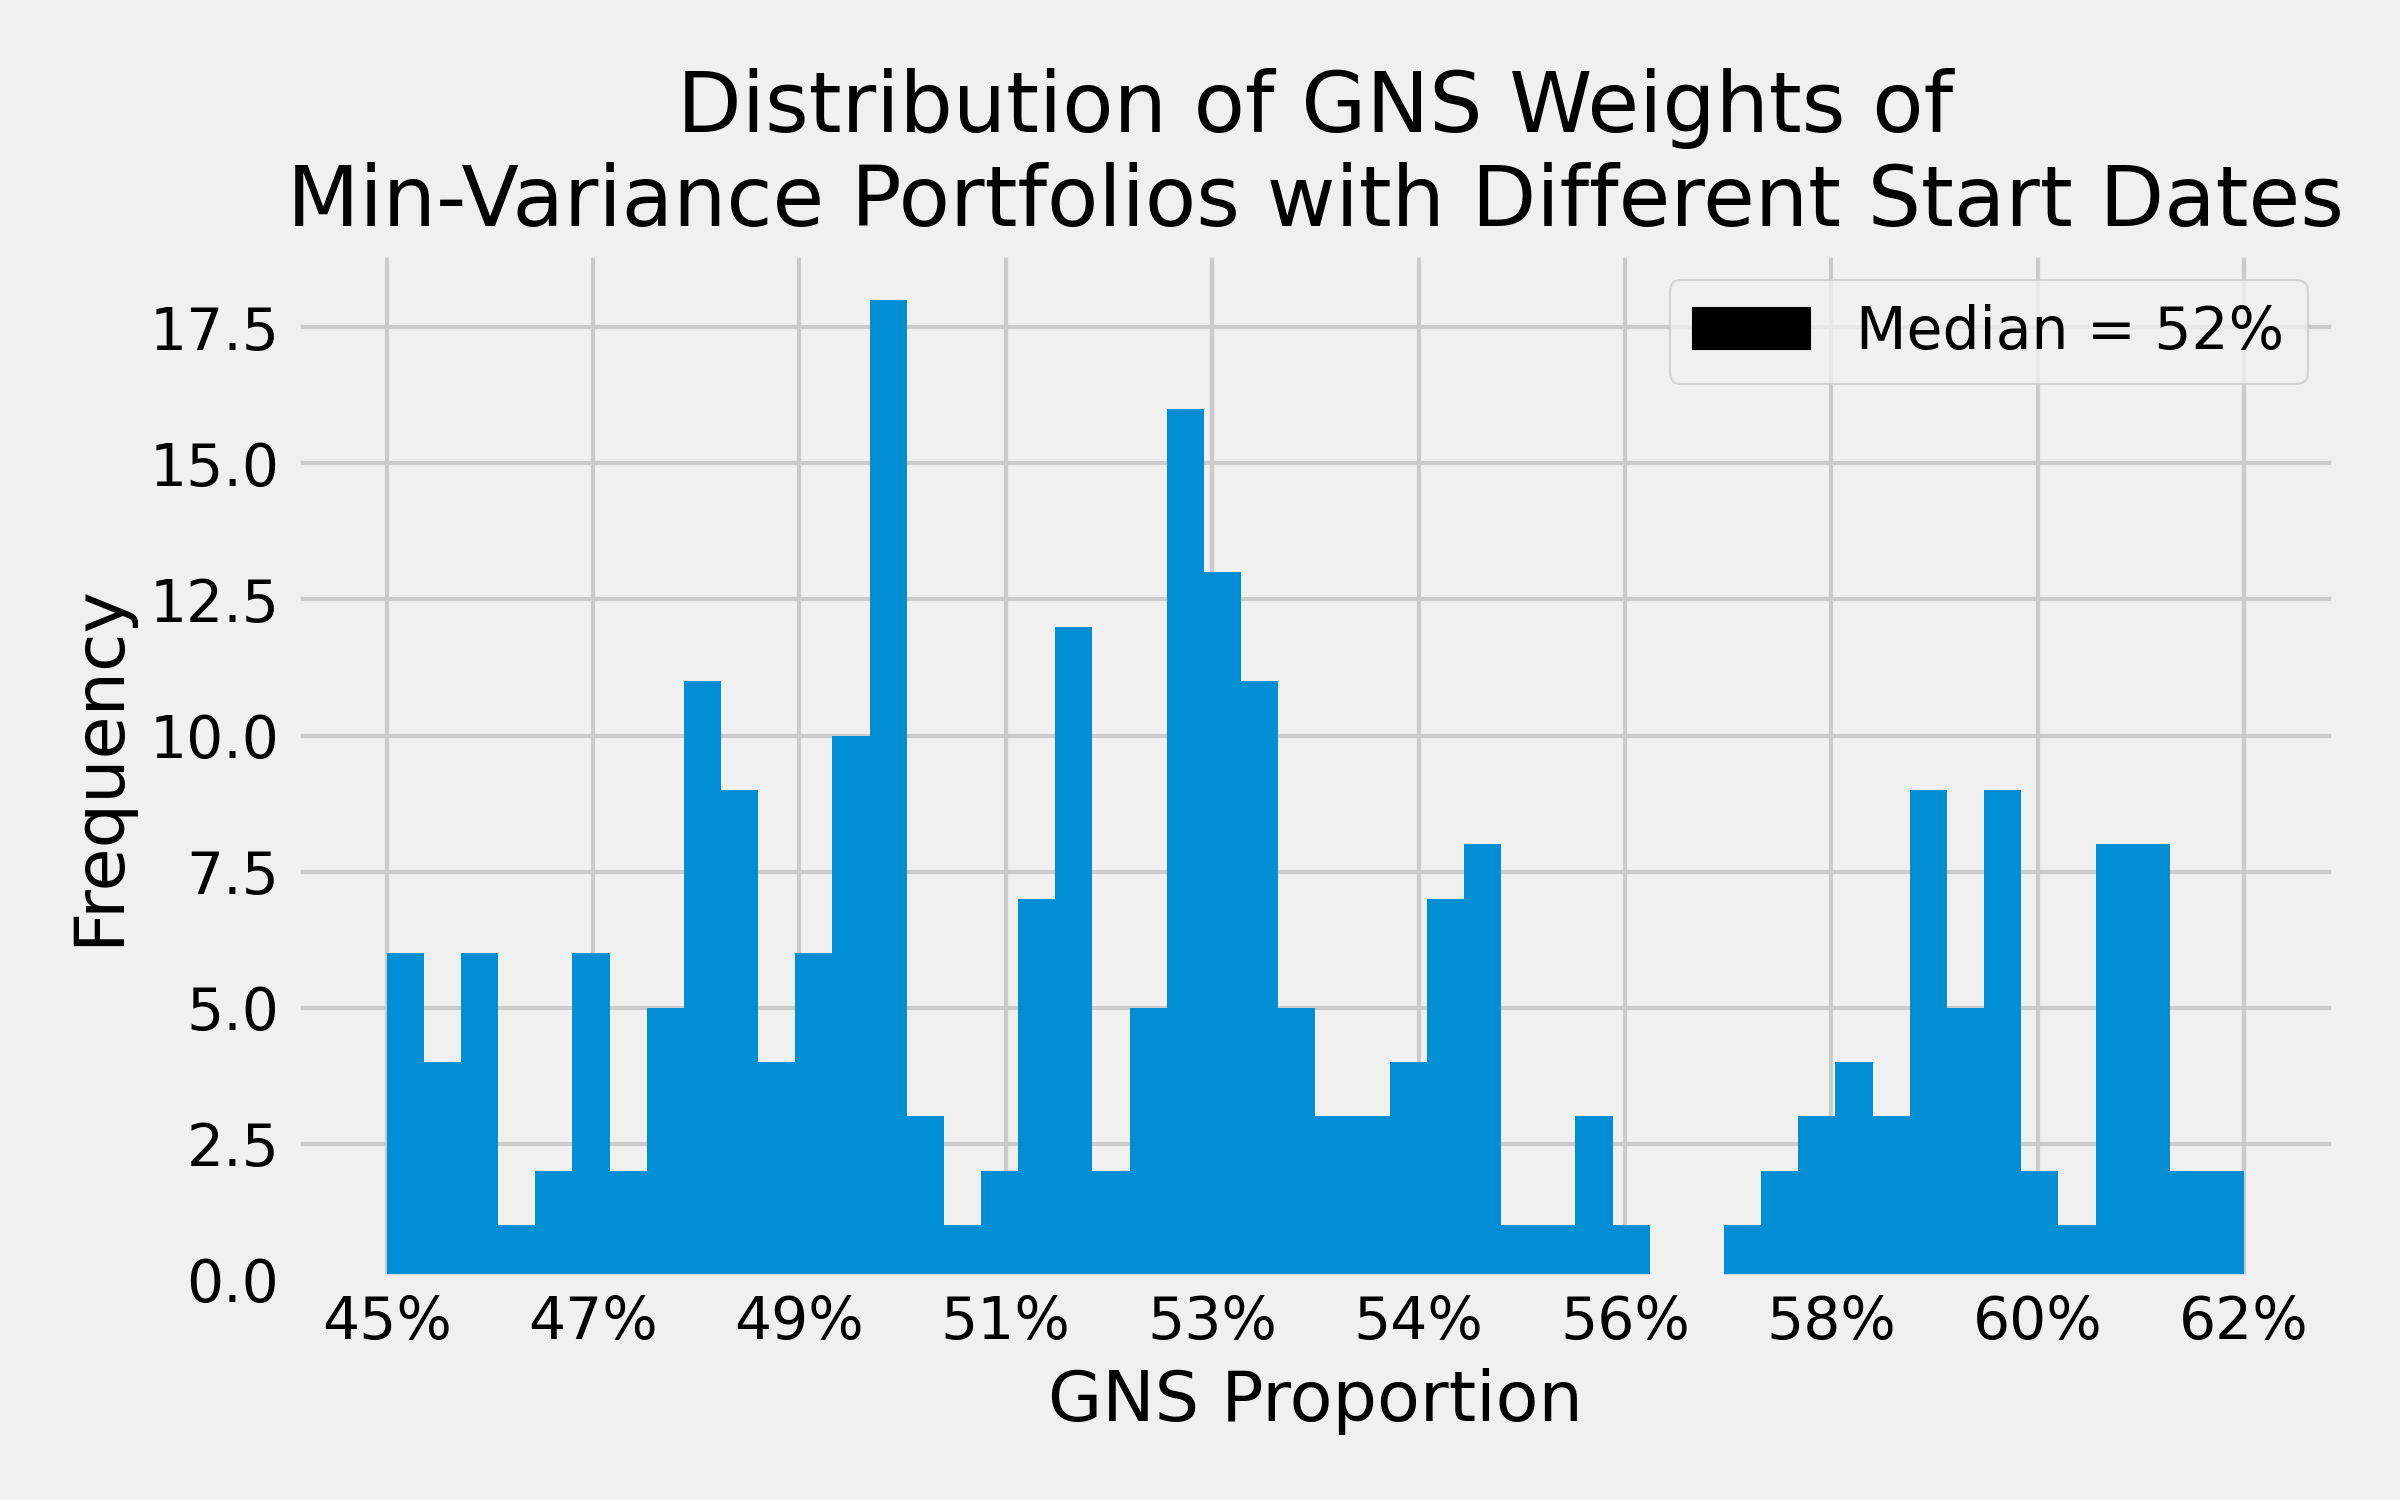 Distribution of GNS Weights of
Min-Variance Portfolios with Different Start Dates
Median = 52%
17.5
15.0
12.5
10.0
7.5
5.0
2.5
0.0
Frequency
45% 47% 49% 51% 53% 54% 56% 58% 60% 62%
GNS Proportion